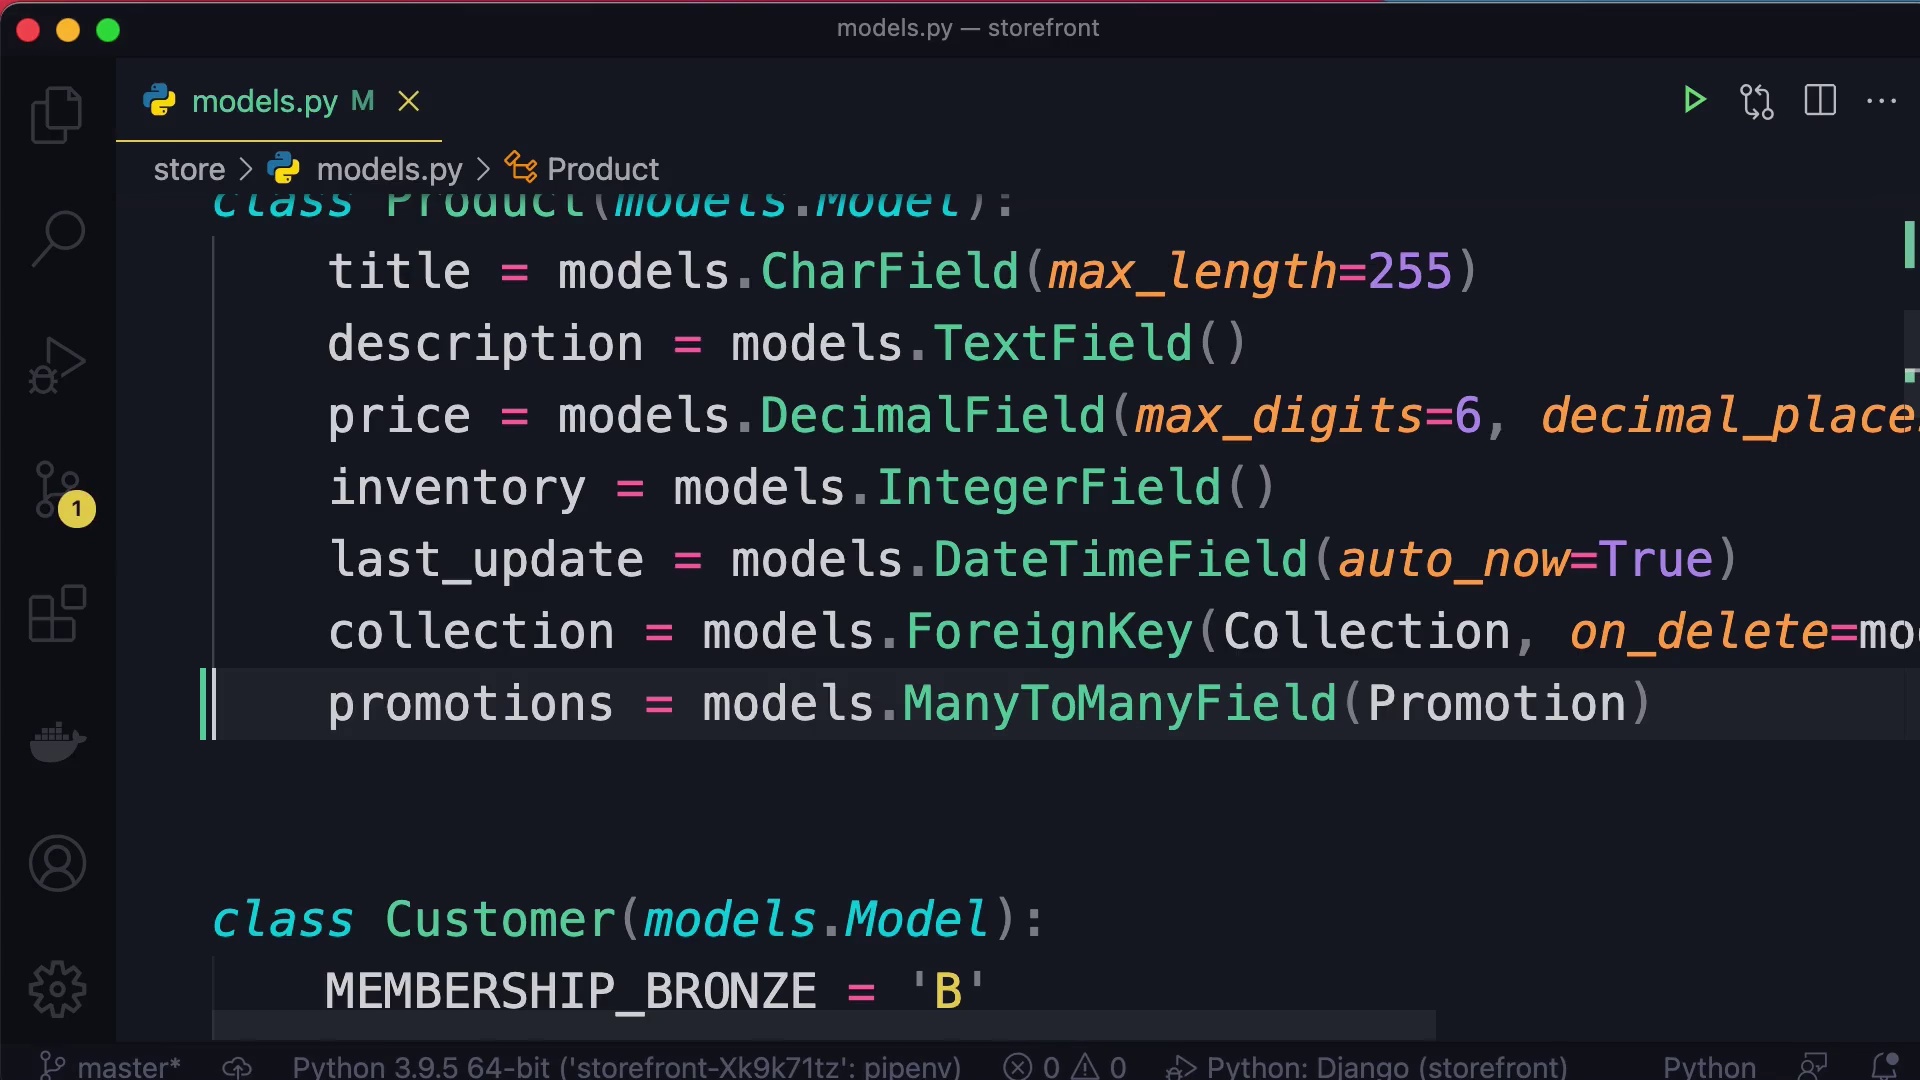 models.py — storefront
models.py M
store > models.py > Product
class Product(models.Model):
title = models.CharField(max_length=255)
description = models.TextField()
price = models.DecimalField(max_digits=6, decimal_place
inventory = models.IntegerField()
last_update = models.DateTimeField(auto_now=True)
collection = models.ForeignKey(Collection, on_delete=mo
promotions = models.ManyToManyField(Promotion)
1
class Customer(models.Model):
MEMBERSHIP_BRONZE = 'B'
master* Python 3.9.5 64-bit ('storefront-Xk9k71tz': pipenv) 0 0 Python: Django (storefront) Python